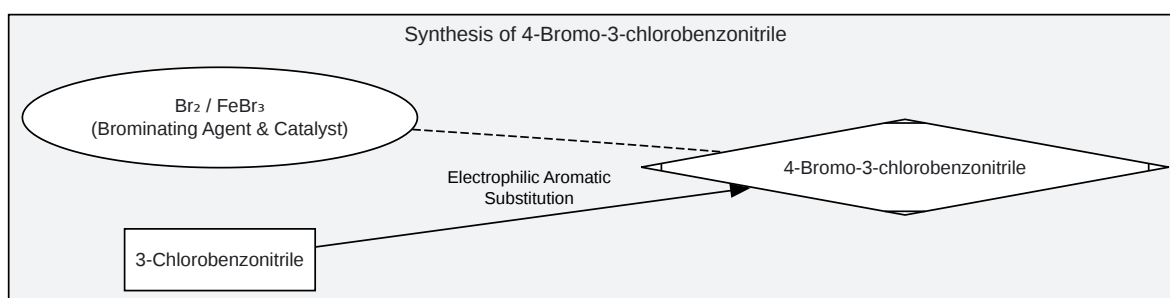 Synthesis of 4-Bromo-3-chlorobenzonitrile
Br₂ / FeBr₃
(Brominating Agent & Catalyst)
4-Bromo-3-chlorobenzonitrile
Electrophilic Aromatic
Substitution
3-Chlorobenzonitrile